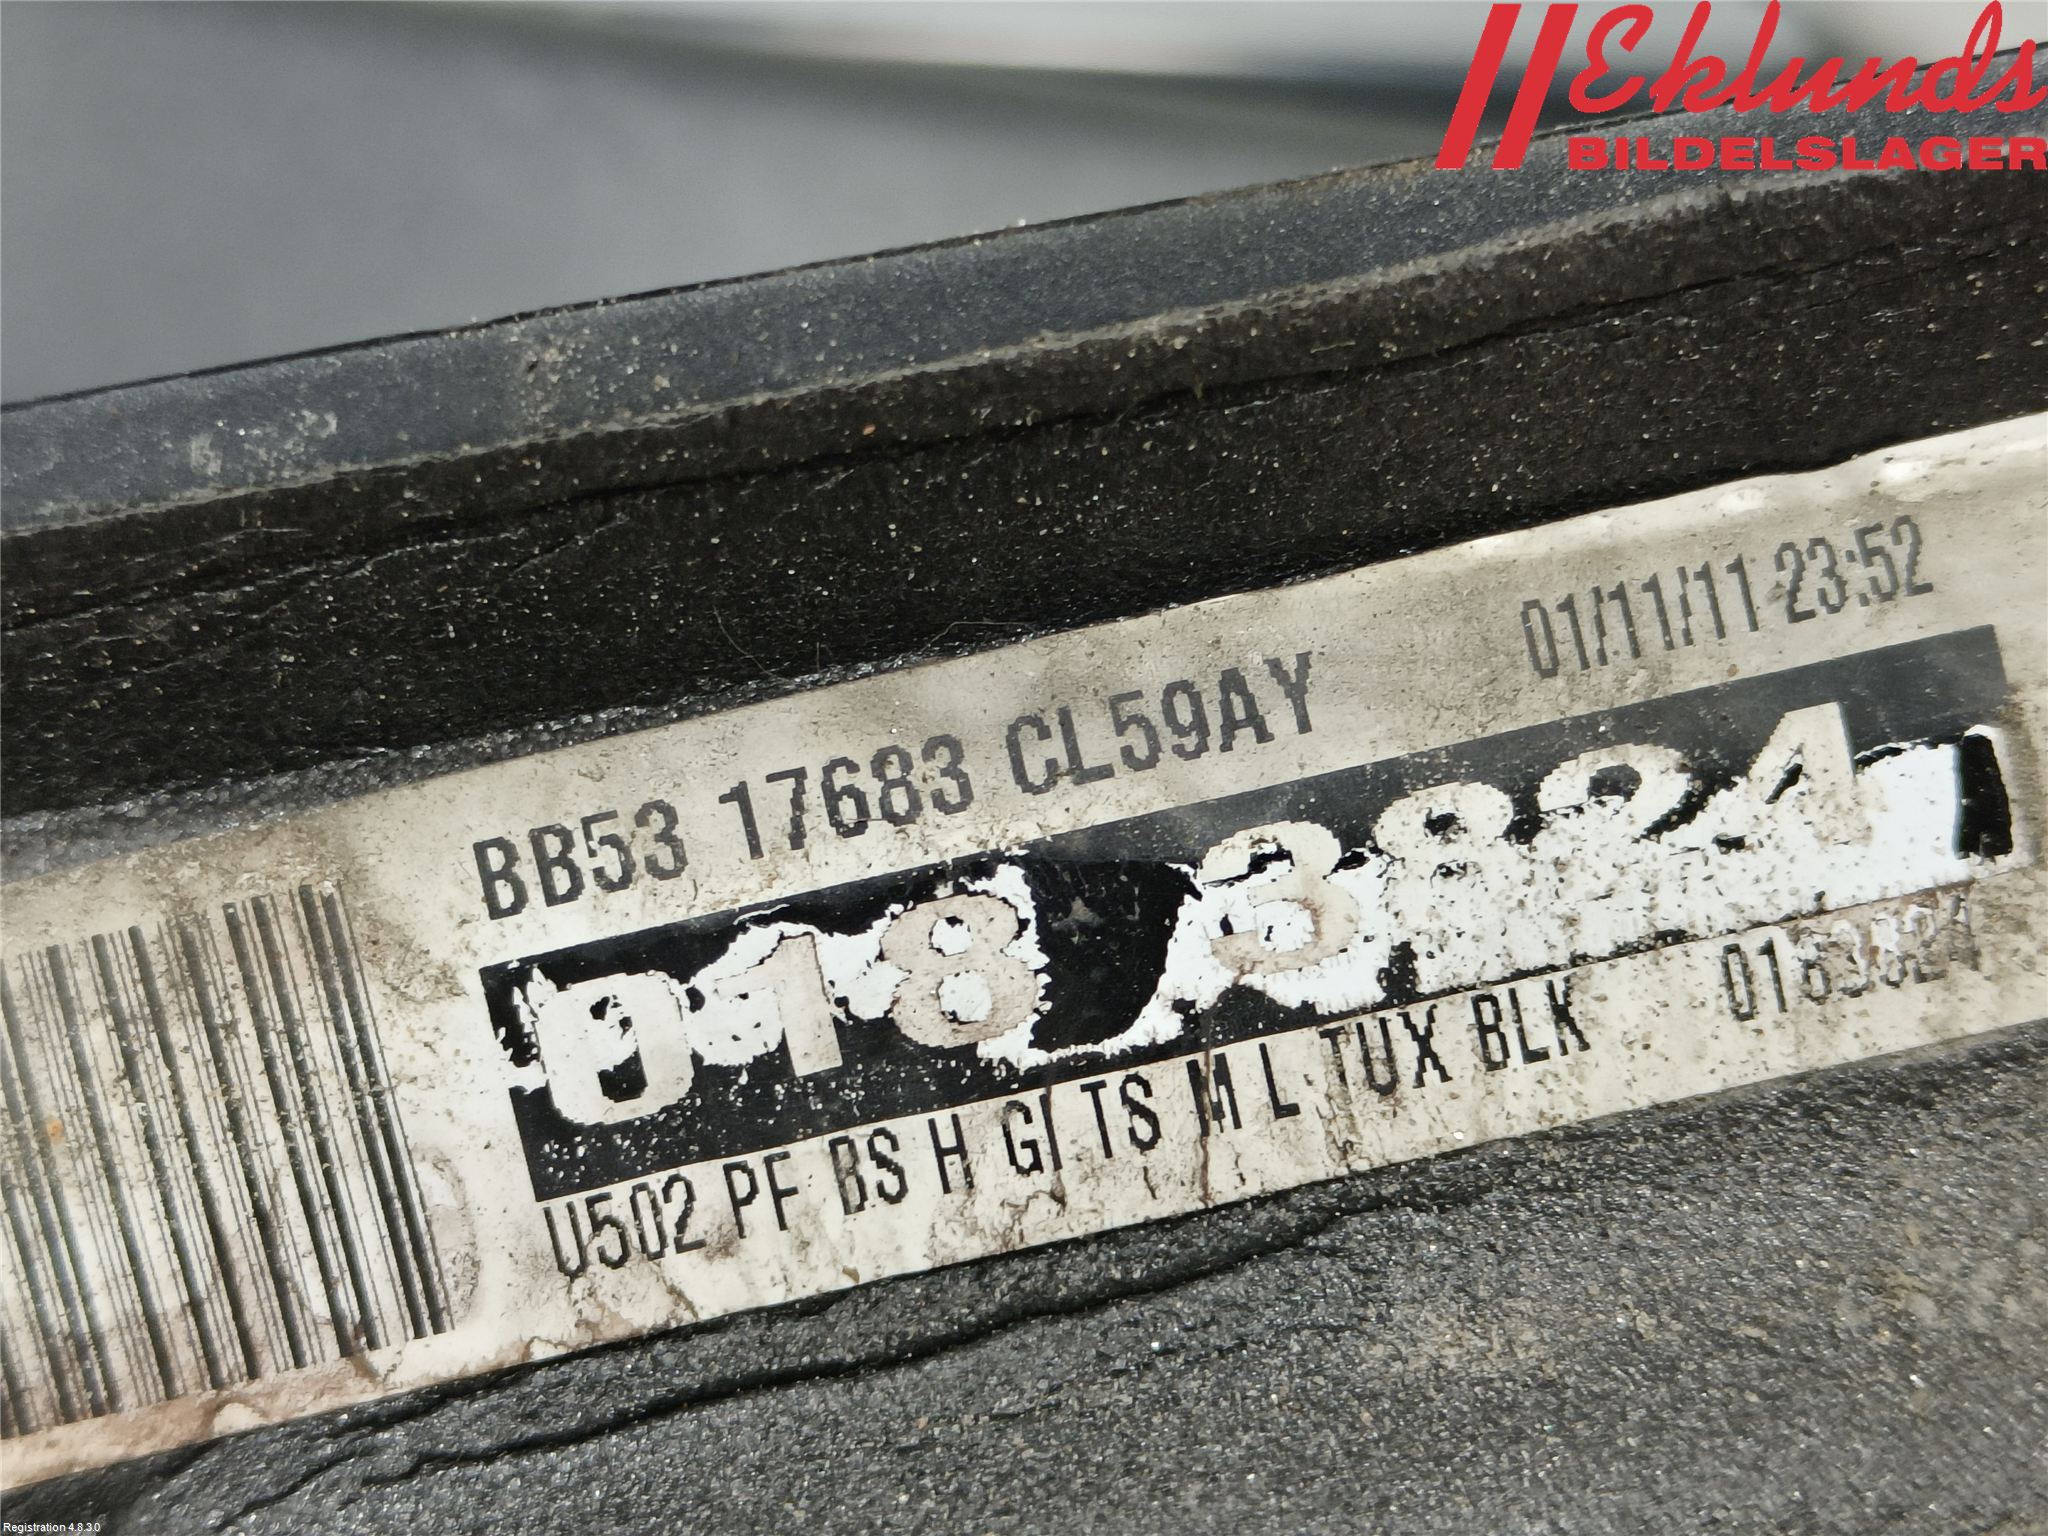 Eklunds
BILDELSLAGER
01/11/11 23:52
BB53 17683 CL59AY
018 3824
U502 PF BS H GI TS M L TUX BLK 0183824
Registration 4.8.3.0